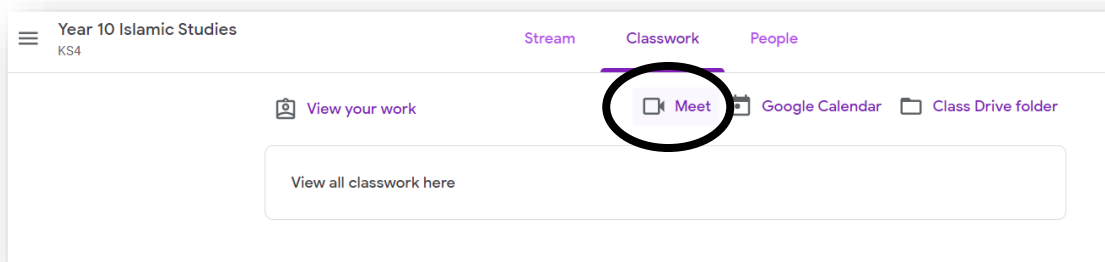 Year 10 Islamic Studies
KS4
Stream Classwork People
View your work Meet Google Calendar Class Drive folder
View all classwork here